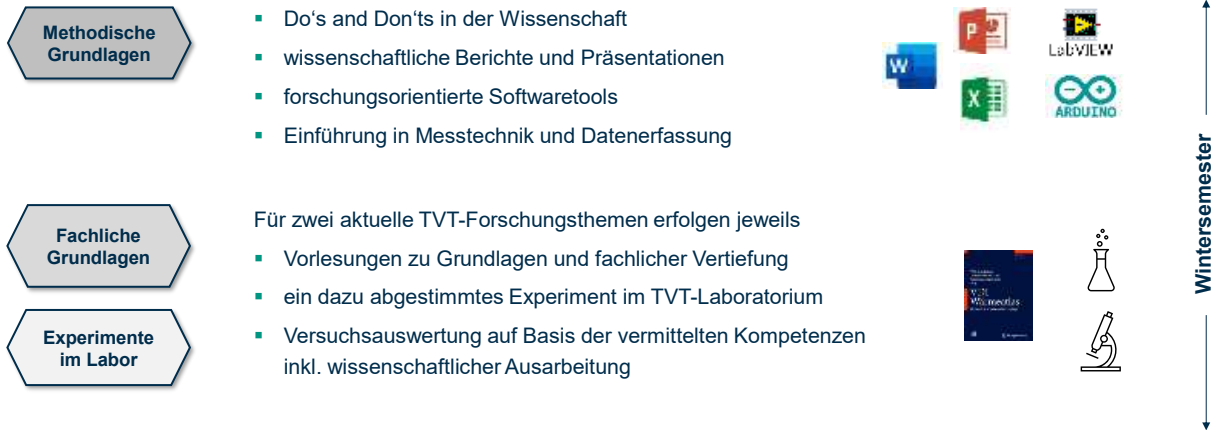 Methodische
Grundlagen
Do‘s and Don‘ts in der Wissenschaft
wissenschaftliche Berichte und Präsentationen
forschungsorientierte Softwaretools
Einführung in Messtechnik und Datenerfassung
W
P
X
LabVIEW
ARDUINO
Fachliche
Grundlagen
Experimente
im Labor
Für zwei aktuelle TVT-Forschungsthemen erfolgen jeweils
Vorlesungen zu Grundlagen und fachlicher Vertiefung
ein dazu abgestimmtes Experiment im TVT-Laboratorium
Versuchsauswertung auf Basis der vermittelten Kompetenzen
inkl. wissenschaftlicher Ausarbeitung
VDI
Wärmeatlas
Wintersemester